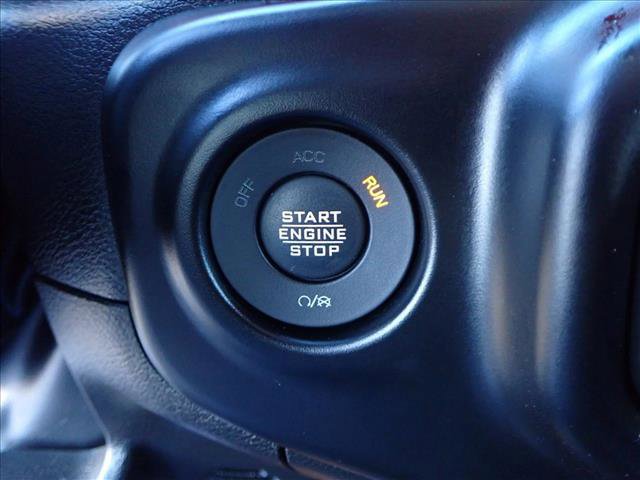 ACC
OFF
RUN
START
ENGINE
STOP